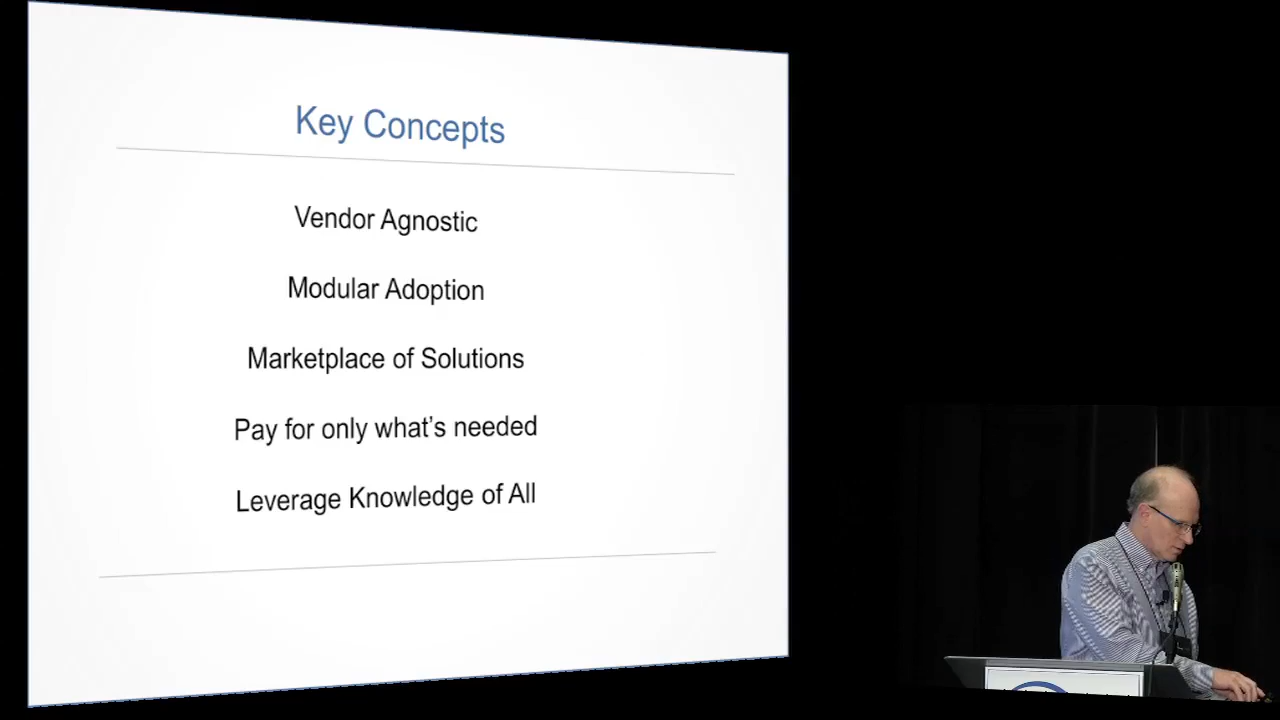 Key Concepts
Vendor Agnostic
Modular Adoption
Marketplace of Solutions
Pay for only what's needed
Leverage Knowledge of All